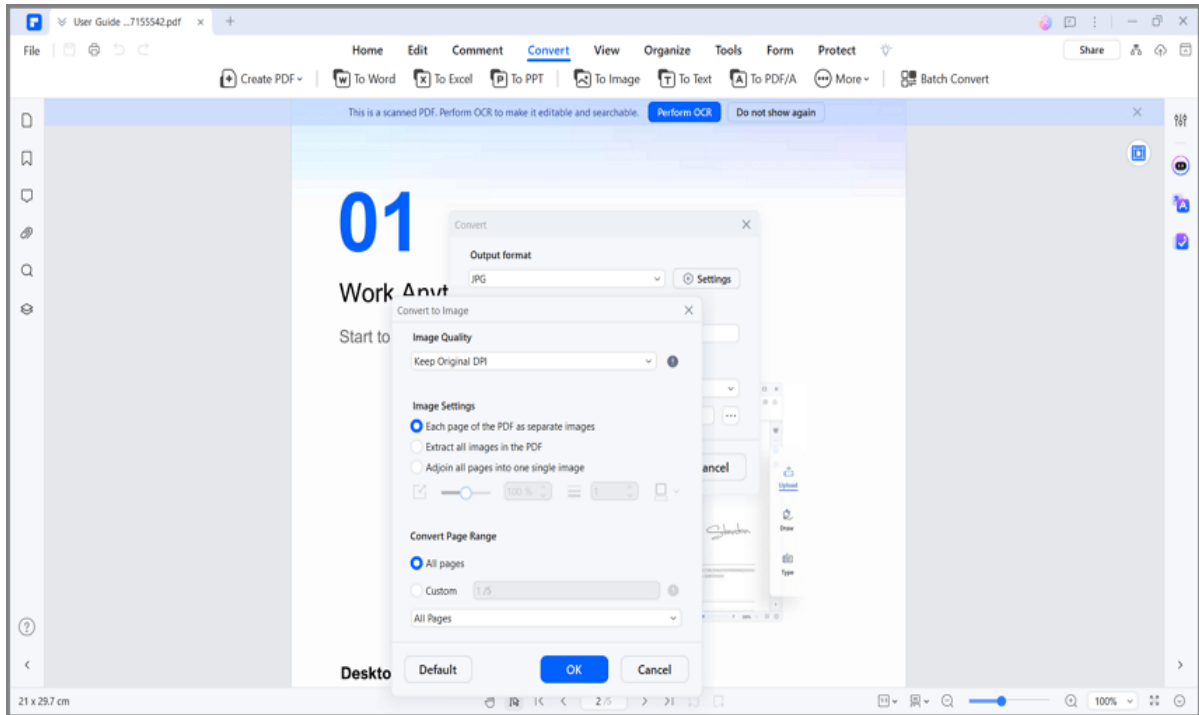 User Guide ...7155542.pdf
File Home Edit Comment Convert View Organize Tools Form Protect Share
Create PDF To Word To Excel To PPT To Image To Text To PDF/A More Batch Convert
This is a scanned PDF. Perform OCR to make it editable and searchable. Perform OCR Do not show again
01
Convert
Output format
JPG Settings
Work Anyt
Convert to Image
Start to
Image Quality
Keep Original DPI
Image Settings
Each page of the PDF as separate images
Extract all images in the PDF
Adjoin all pages into one single image
ancel
100 % 1
Upload
Convert Page Range
Draw
All pages
Type
Custom 1 /5
All Pages
Deskto
Default OK Cancel
21 x 29.7 cm 2 /5 100%